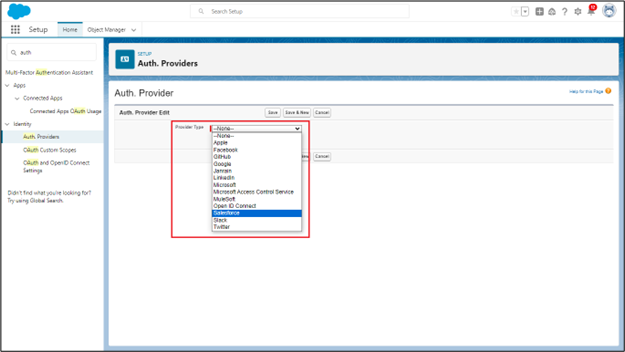 Search Setup
10
Setup
Home
Object Manager
auth
Multi-Factor Authentication Assistant
Apps
Connected Apps
Connected Apps OAuth Usage
Identity
Auth. Providers
OAuth Custom Scopes
OAuth and OpenID Connect
Settings
Didn't find what you're looking for?
Try using Global Search.
SETUP
Auth. Providers
Auth. Provider
Help for this Page
Auth. Provider Edit
Save
Save & New
Cancel
Provider Type
--None--
--None--
Apple
Facebook
GitHub
Google
Janrain
LinkedIn
Microsoft
Microsoft Access Control Service
MuleSoft
Open ID Connect
Salesforce
Slack
Twitter
Cancel